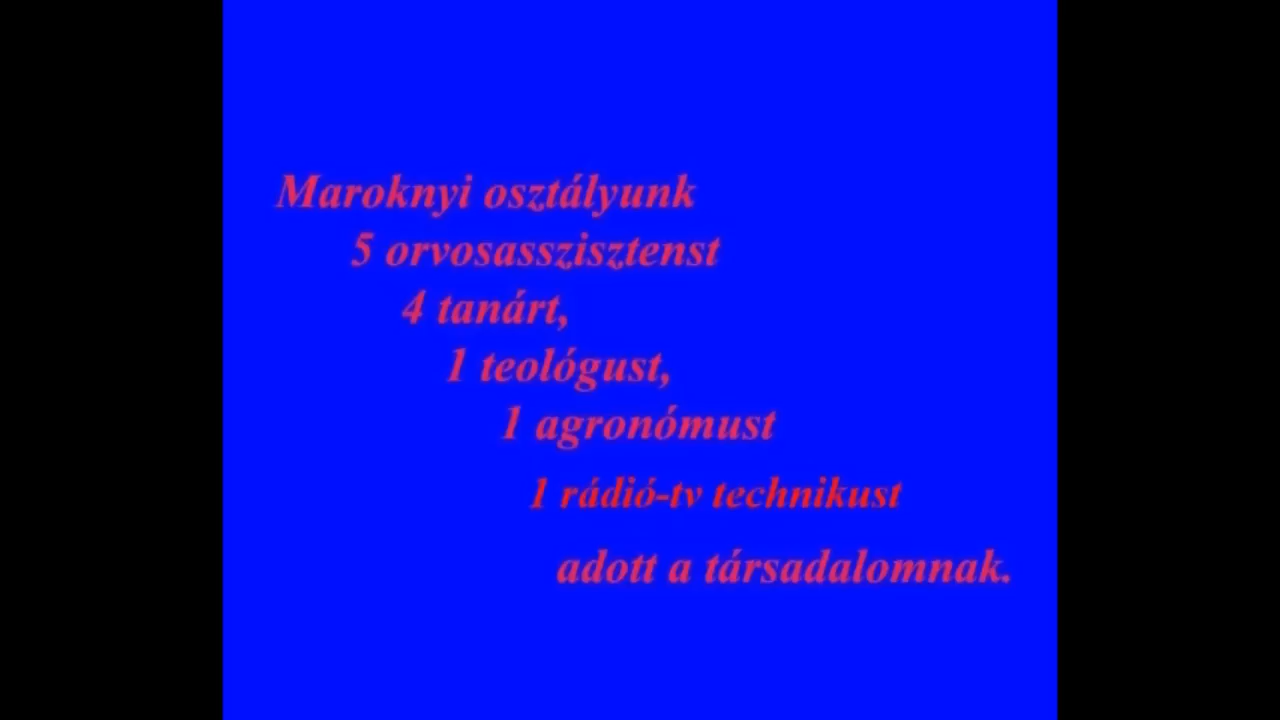 Maroknyi osztályunk
5 orvosasszisztenst
4 tanárt,
1 teológust,
1 agronómust
1 rádió-tv technikust
adott a társadalomnak.